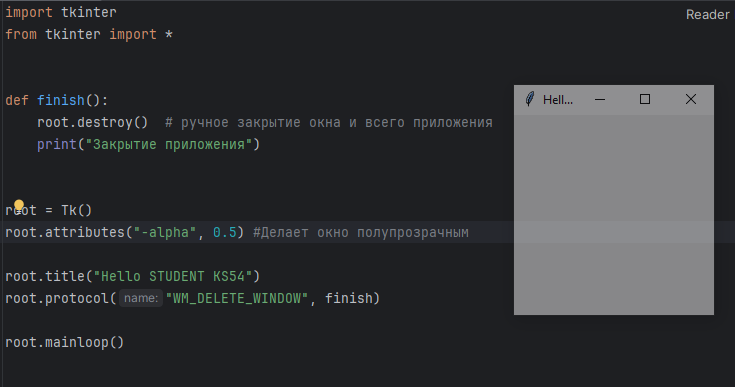 import tkinter
Reader
from tkinter import *
def finish():
root.destroy()  # ручное закрытие окна и всего приложения
print("Закрытие приложения")
Hello...
root = Tk()
root.attributes("-alpha", 0.5) #Делает окно полупрозрачным
root.title("Hello STUDENT KS54")
root.protocol( name: "WM_DELETE_WINDOW", finish)
root.mainloop()